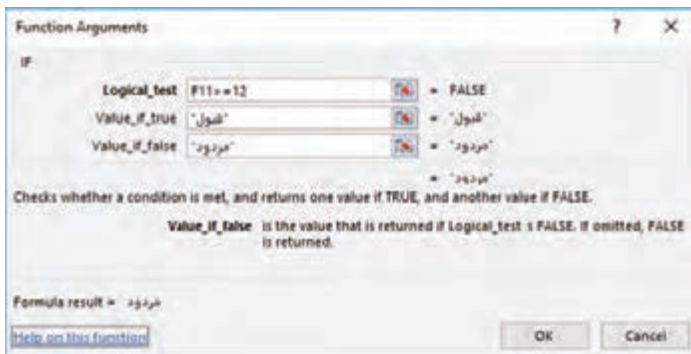 Function Arguments ? ×
IF
Logical_test F11>=12 = FALSE
Value_if_true "قبول" = "قبول"
Value_if_false "مردود" = "مردود"
= "مردود"
Checks whether a condition is met, and returns one value if TRUE, and another value if FALSE.
Value_if_false is the value that is returned if Logical_test s FALSE. If omitted, FALSE
is returned.
Formula result = مردود
Help on this function OK Cancel